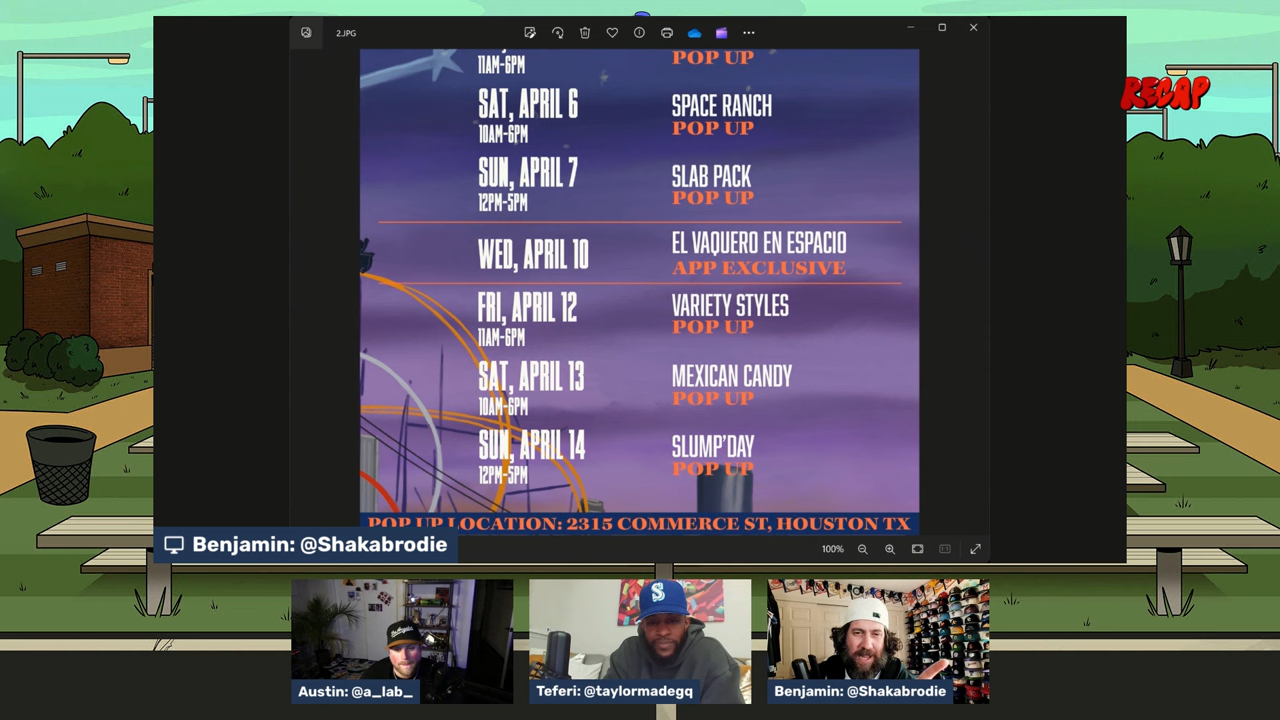 2.JPG
POP UP
11AM-6PM
SAT, APRIL 6
SPACE RANCH
10AM-6PM
POP UP
SUN, APRIL 7
SLAB PACK
12PM-5PM
POP UP
WED, APRIL 10
EL VAQUERO EN ESPACIO
APP EXCLUSIVE
FRI, APRIL 12
VARIETY STYLES
11AM-6PM
POP UP
SAT, APRIL 13
MEXICAN CANDY
10AM-6PM
POP UP
SUN, APRIL 14
SLUMP'DAY
12PM-5PM
POP UP
POP UP LOCATION: 2315 COMMERCE ST, HOUSTON TX
100%
RECAP
Benjamin: @Shakabrodie
S
Austin: @a_lab_
Teferi: @taylormadegq
Benjamin: @Shakabrodie